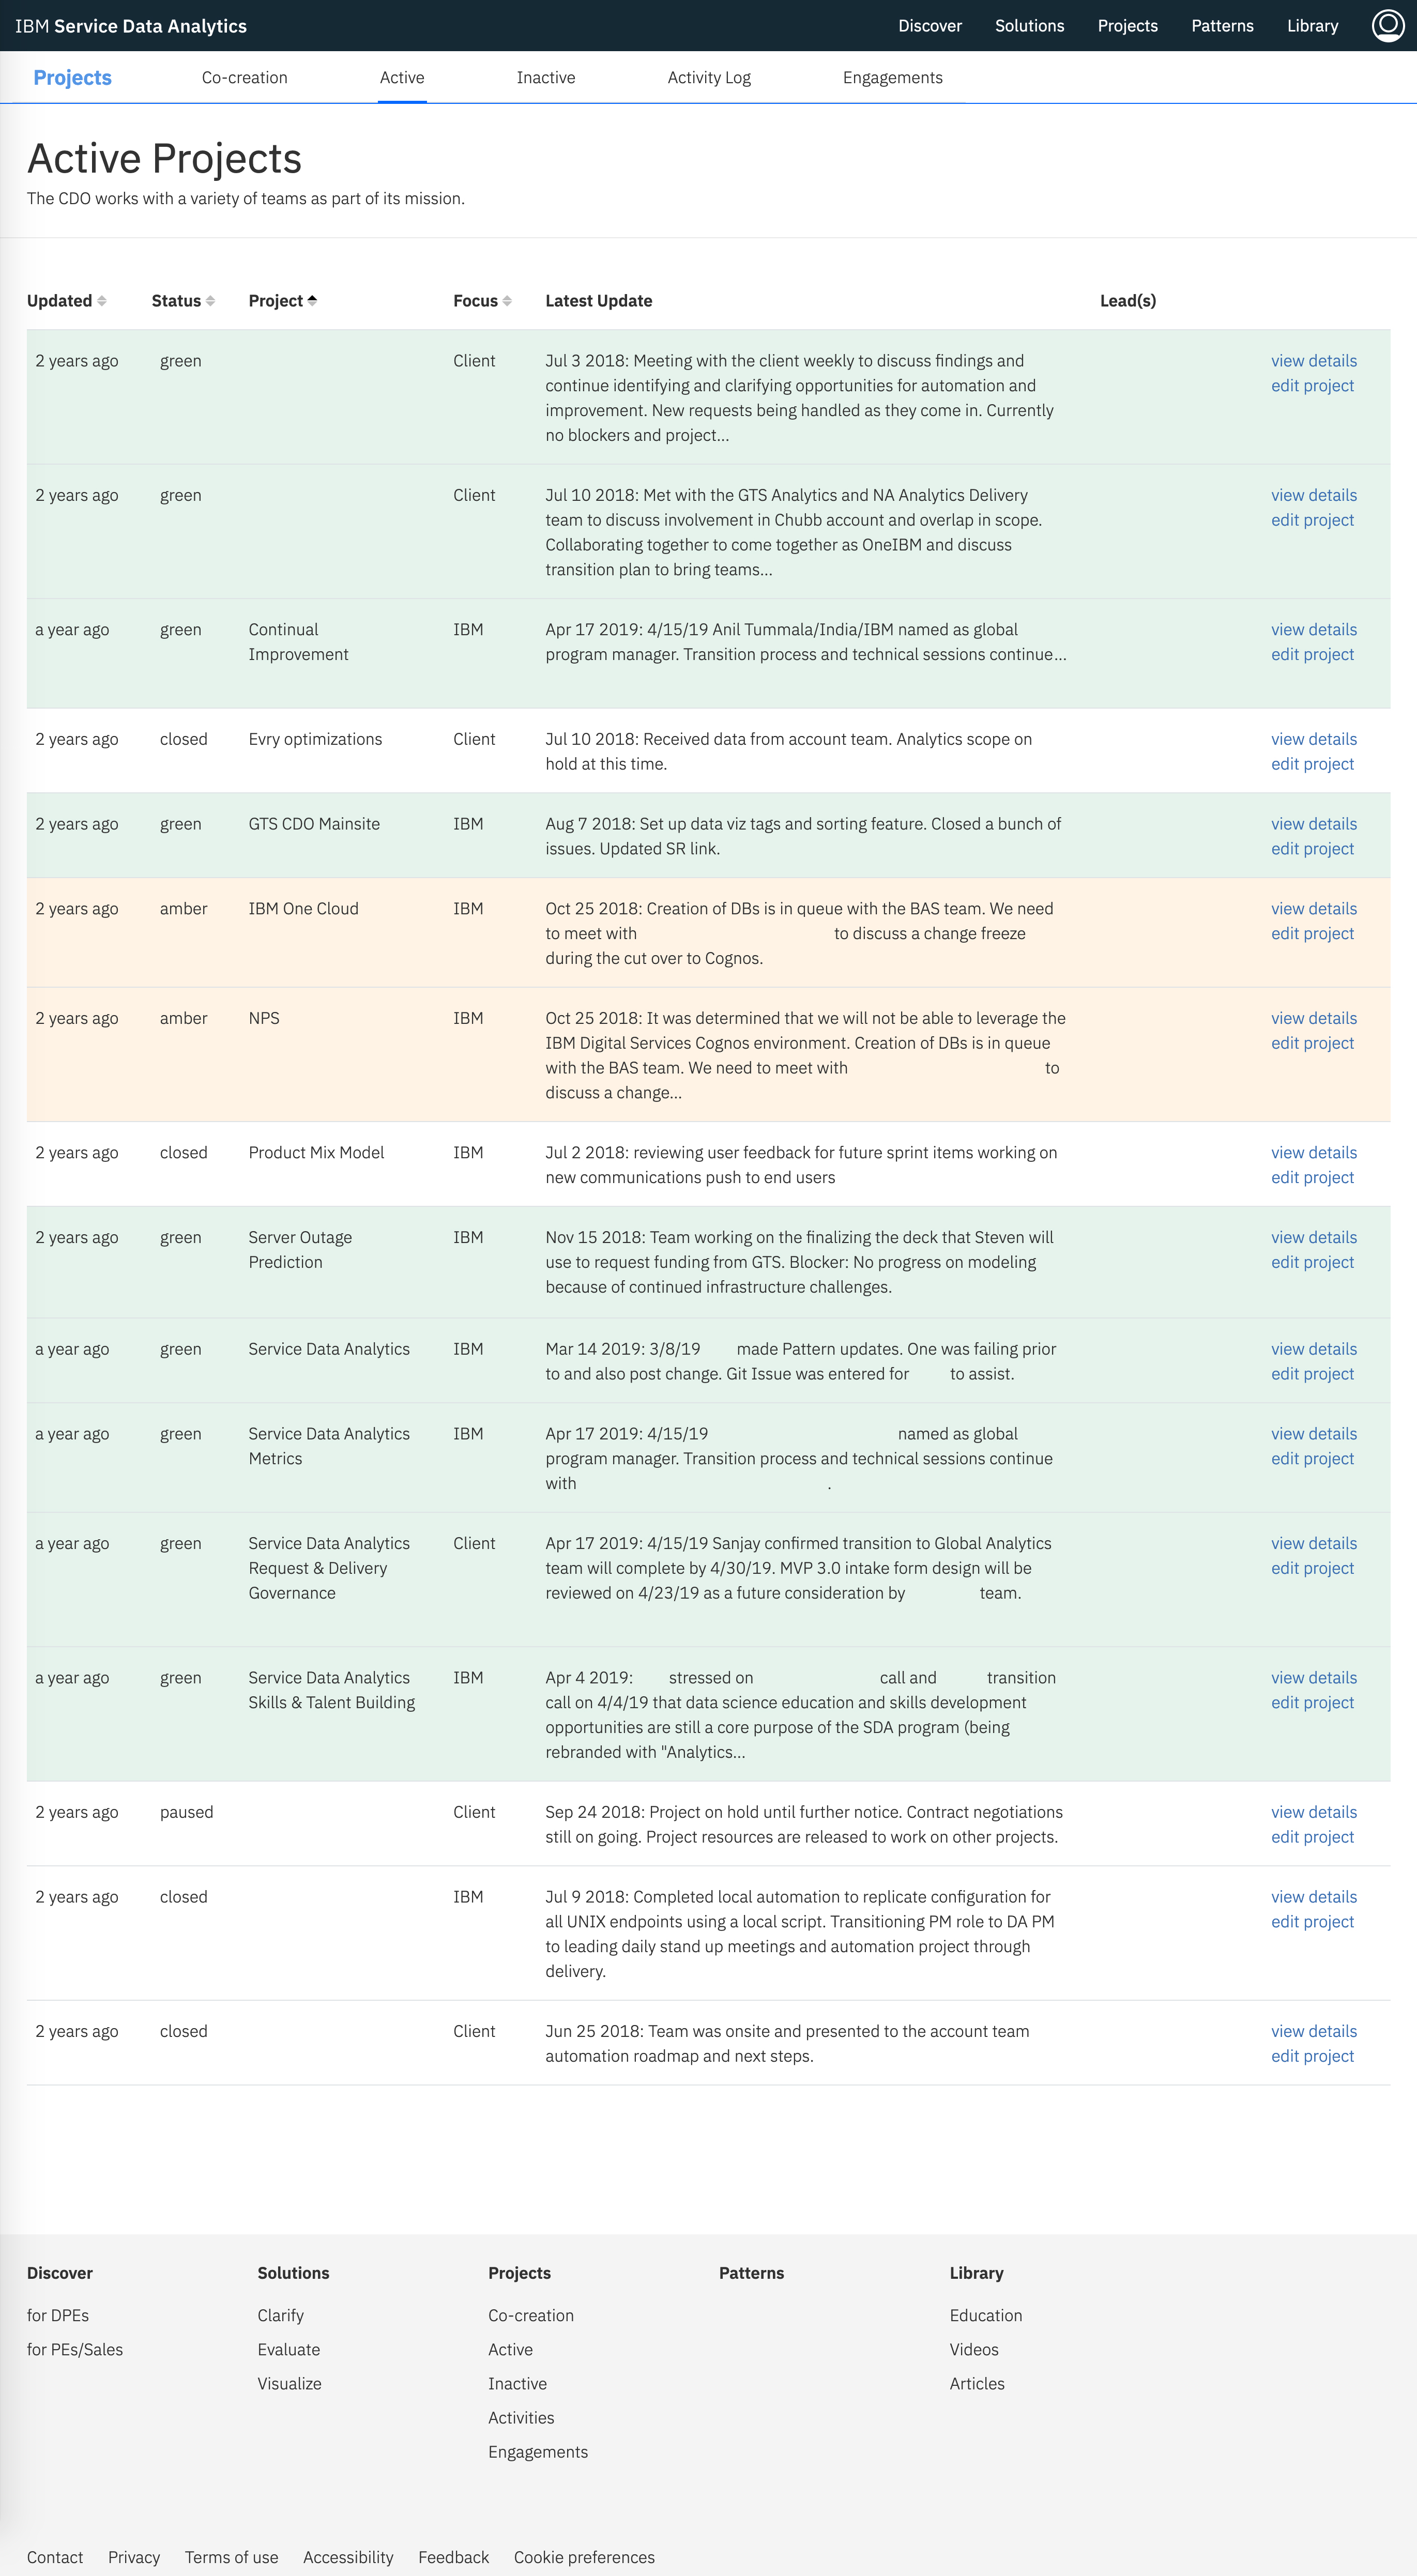 IBM Service Data Analytics
Discover Solutions Projects Patterns Library
Projects Co-creation Active Inactive Activity Log Engagements
Active Projects
The CDO works with a variety of teams as part of its mission.
Updated Status Project Focus Latest Update Lead(s)
2 years ago green Client Jul 3 2018: Meeting with the client weekly to discuss findings and view details
continue identifying and clarifying opportunities for automation and edit project
improvement. New requests being handled as they come in. Currently
no blockers and project...
2 years ago green Client Jul 10 2018: Met with the GTS Analytics and NA Analytics Delivery view details
team to discuss involvement in Chubb account and overlap in scope. edit project
Collaborating together to come together as OneIBM and discuss
transition plan to bring teams...
a year ago green Continual IBM Apr 17 2019: 4/15/19 Anil Tummala/India/IBM named as global view details
Improvement program manager. Transition process and technical sessions continue... edit project
2 years ago closed Evry optimizations Client Jul 10 2018: Received data from account team. Analytics scope on view details
hold at this time. edit project
2 years ago green GTS CDO Mainsite IBM Aug 7 2018: Set up data viz tags and sorting feature. Closed a bunch of view details
issues. Updated SR link. edit project
2 years ago amber IBM One Cloud IBM Oct 25 2018: Creation of DBs is in queue with the BAS team. We need view details
to meet with to discuss a change freeze edit project
during the cut over to Cognos.
2 years ago amber NPS IBM Oct 25 2018: It was determined that we will not be able to leverage the view details
IBM Digital Services Cognos environment. Creation of DBs is in queue edit project
with the BAS team. We need to meet with to
discuss a change...
2 years ago closed Product Mix Model IBM Jul 2 2018: reviewing user feedback for future sprint items working on view details
new communications push to end users edit project
2 years ago green Server Outage IBM Nov 15 2018: Team working on the finalizing the deck that Steven will view details
Prediction use to request funding from GTS. Blocker: No progress on modeling edit project
because of continued infrastructure challenges.
a year ago green Service Data Analytics IBM Mar 14 2019: 3/8/19 made Pattern updates. One was failing prior view details
to and also post change. Git Issue was entered for to assist. edit project
a year ago green Service Data Analytics IBM Apr 17 2019: 4/15/19 named as global view details
Metrics program manager. Transition process and technical sessions continue edit project
with .
a year ago green Service Data Analytics Client Apr 17 2019: 4/15/19 Sanjay confirmed transition to Global Analytics view details
Request & Delivery team will complete by 4/30/19. MVP 3.0 intake form design will be edit project
Governance reviewed on 4/23/19 as a future consideration by team.
a year ago green Service Data Analytics IBM Apr 4 2019: stressed on call and transition view details
Skills & Talent Building call on 4/4/19 that data science education and skills development edit project
opportunities are still a core purpose of the SDA program (being
rebranded with "Analytics...
2 years ago paused Client Sep 24 2018: Project on hold until further notice. Contract negotiations view details
still on going. Project resources are released to work on other projects. edit project
2 years ago closed IBM Jul 9 2018: Completed local automation to replicate configuration for view details
all UNIX endpoints using a local script. Transitioning PM role to DA PM edit project
to leading daily stand up meetings and automation project through
delivery.
2 years ago closed Client Jun 25 2018: Team was onsite and presented to the account team view details
automation roadmap and next steps. edit project
Discover Solutions Projects Patterns Library
for DPEs Clarify Co-creation Education
for PEs/Sales Evaluate Active Videos
Visualize Inactive Articles
Activities
Engagements
Contact Privacy Terms of use Accessibility Feedback Cookie preferences